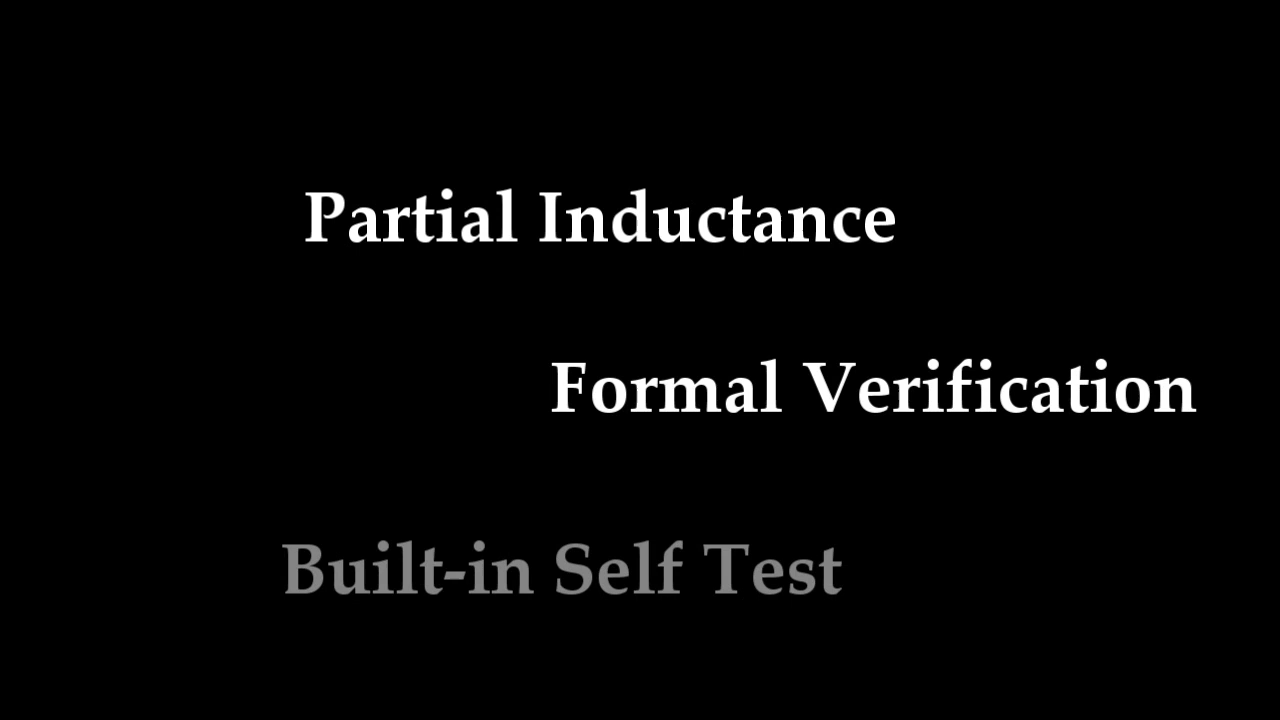 Partial Inductance
Formal Verification
Built-in Self Test